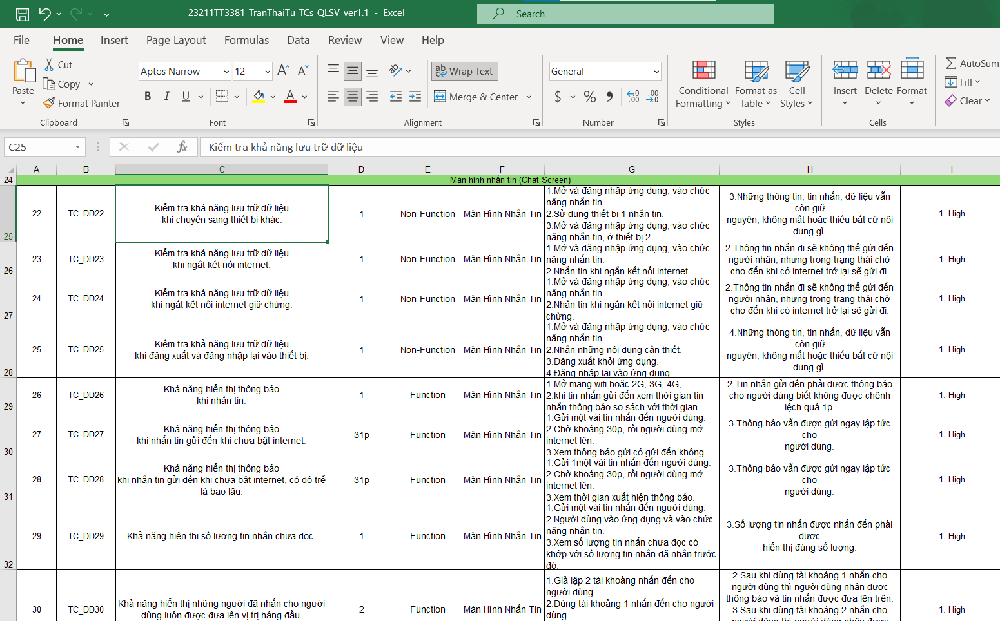 23211TT3381_TranThaiTu_TCs_QLSV_ver1.1 - Excel
Search
File Home Insert Page Layout Formulas Data Review View Help
Paste
Cut
Copy
Format Painter
Clipboard
Aptos Narrow 12
B I U
Font
Wrap Text
Merge & Center
Alignment
General
$ % 9
Number
Conditional
Formatting
Format as
Table
Cell
Styles
Styles
Insert
Delete
Format
Cells
AutoSum
Fill
Clear
C25
fx
Kiểm tra khả năng lưu trữ dữ liệu
A B C D E F G H I
24
Màn hình nhắn tin (Chat Screen)
25
22
TC_DD22
Kiểm tra khả năng lưu trữ dữ liệu
khi chuyển sang thiết bị khác.
1
Non-Function
Màn Hình Nhắn Tin
1.Mở và đăng nhập ứng dụng, vào chức
năng nhắn tin.
2.Sử dụng thiết bị 1 nhắn tin.
3.Mở và đăng nhập ứng dụng, vào chức
năng nhắn tin, ở thiết bị 2.
3.Những thông tin, tin nhắn, dữ liệu vẫn
còn giữ
nguyên, không mất hoặc thiếu bất cứ nội
dung gì.
1. High
26
23
TC_DD23
Kiểm tra khả năng lưu trữ dữ liệu
khi ngắt kết nối internet.
1
Non-Function
Màn Hình Nhắn Tin
1.Mở và đăng nhập ứng dụng, vào chức
năng nhắn tin.
2.Nhắn tin khi ngắn kết nối internet.
2.Thông tin nhắn đi sẽ không thể gửi đến
người nhân, nhưng trong trạng thái chờ
cho đến khi có internet trở lại sẽ gửi đi.
1. High
27
24
TC_DD24
Kiểm tra khả năng lưu trữ dữ liệu
khi ngắt kết nối internet giữ chừng.
1
Non-Function
Màn Hình Nhắn Tin
1.Mở và đăng nhập ứng dụng, vào chức
năng nhắn tin.
2.Nhắn tin khi ngắn kết nối internet giữ
chừng.
2.Thông tin nhắn đi sẽ không thể gửi đến
người nhân, nhưng trong trạng thái chờ
cho đến khi có internet trở lại sẽ gửi đi.
1. High
28
25
TC_DD25
Kiểm tra khả năng lưu trữ dữ liệu
khi đăng xuất và đăng nhập lại vào thiết bị.
1
Non-Function
Màn Hình Nhắn Tin
1.Mở và đăng nhập ứng dụng, vào chức
năng nhắn tin.
2.Nhắn những nội dung cần thiết.
3.Đăng xuất khỏi ứng dụng.
4.Đăng nhập lại vào ứng dụng.
4.Những thông tin, tin nhắn, dữ liệu vẫn
còn giữ
nguyên, không mất hoặc thiếu bất cứ nội
dung gì.
1. High
29
26
TC_DD26
Khả năng hiển thị thông báo
khi nhắn tin.
1
Function
Màn Hình Nhắn Tin
1.Mở mạng wifi hoặc 2G, 3G, 4G,...
2.khi tin nhắn gửi đến xem thời gian tin
nhắn thông báo so sách với thời gian
2.Tin nhắn gửi đến phải được thông báo
cho người dùng biết không được chênh
lệch quá 1p.
1. High
30
27
TC_DD27
Khả năng hiển thị thông báo
khi nhắn tin gửi đến khi chưa bật internet.
31p
Function
Màn Hình Nhắn Tin
1.Gửi một vài tin nhắn đến người dùng.
2.Chờ khoảng 30p, rồi người dùng mở
internet lên.
3.Xem thông báo gửi có gửi đến không.
3.Thông báo vẫn được gửi ngay lập tức
cho
người dùng.
1. High
31
28
TC_DD28
Khả năng hiển thị thông báo
khi nhắn tin gửi đến khi chưa bật internet, có độ trễ
là bao lâu.
31p
Function
Màn Hình Nhắn Tin
1.Gửi 1một vài tin nhắn đến người dùng.
2.Chờ khoảng 30p, rồi người dùng mở
internet lên.
3.Xem thời gian xuất hiện thông báo.
3.Thông báo vẫn được gửi ngay lập tức
cho
người dùng.
1. High
32
29
TC_DD29
Khả năng hiển thị số lượng tin nhắn chưa đọc.
1
Function
Màn Hình Nhắn Tin
1.Gửi một vài tin nhắn đến người dùng.
2.Người dùng vào ứng dụng và vào chức
năng nhắn tin.
3.Xem số lượng tin nhắn chưa đọc có
khớp với số lượng tin nhắn đã nhắn trước
đó.
3.Số lượng tin nhắn được nhắn đến phải
được
hiển thị đúng số lượng.
1. High
30
TC_DD30
Khả năng hiển thị những người đã nhắn cho người
dùng luôn được đưa lên vị trị háng đầu.
2
Function
Màn Hình Nhắn Tin
1.Giả lập 2 tài khoảng nhắn đến cho
người dùng.
2.Dùng tài khoảng 1 nhắn đến cho người
dùng.
2.Sau khi dùng tài khoảng 1 nhắn cho
người dùng thì người dùng nhận được
thông báo và tin nhắn được đưa lên trên.
3.Sau khi dùng tài khoảng 2 nhắn cho
1. High